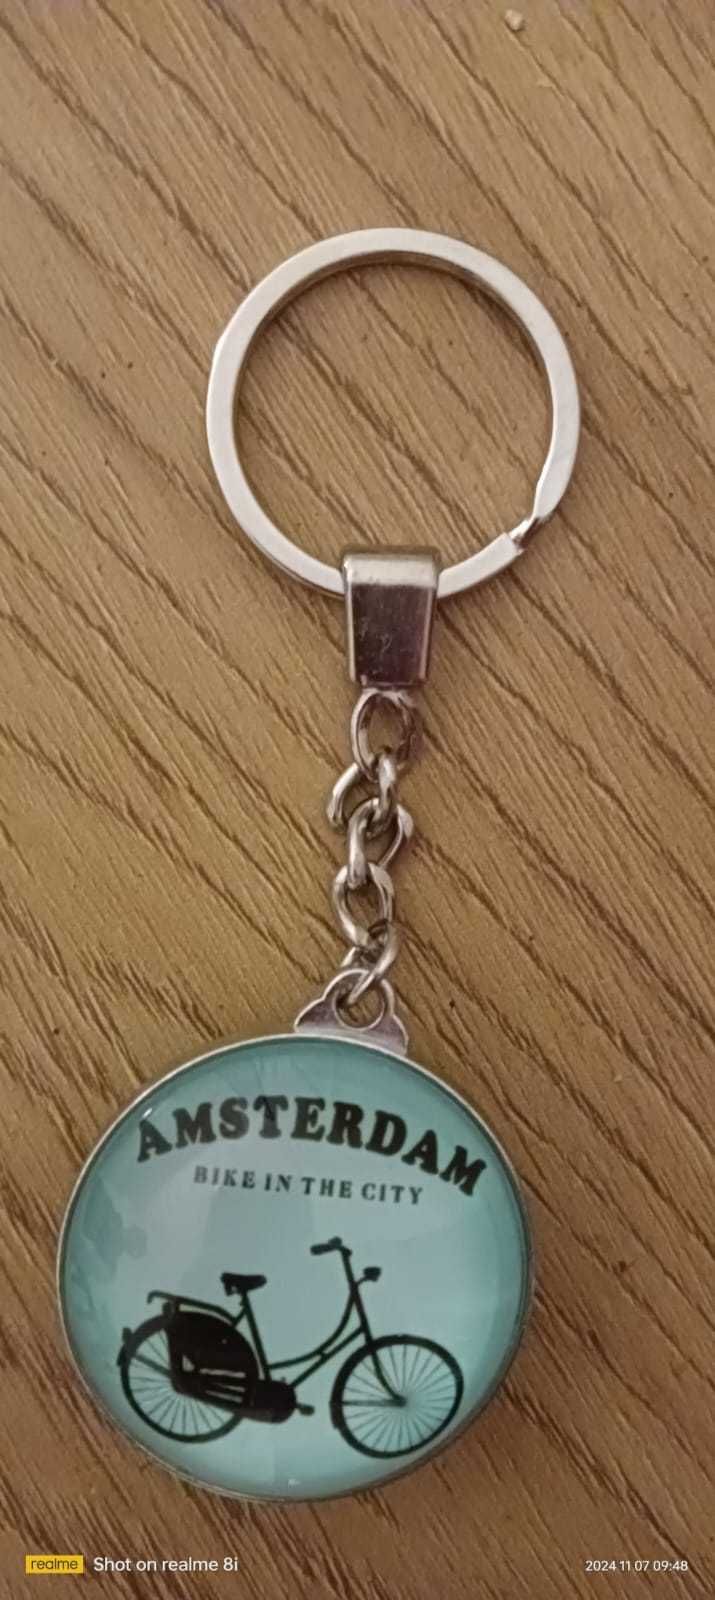 AMSTERDAM
BIKE IN THE CITY
realme Shot on realme 8i
2024 11 07 09:48